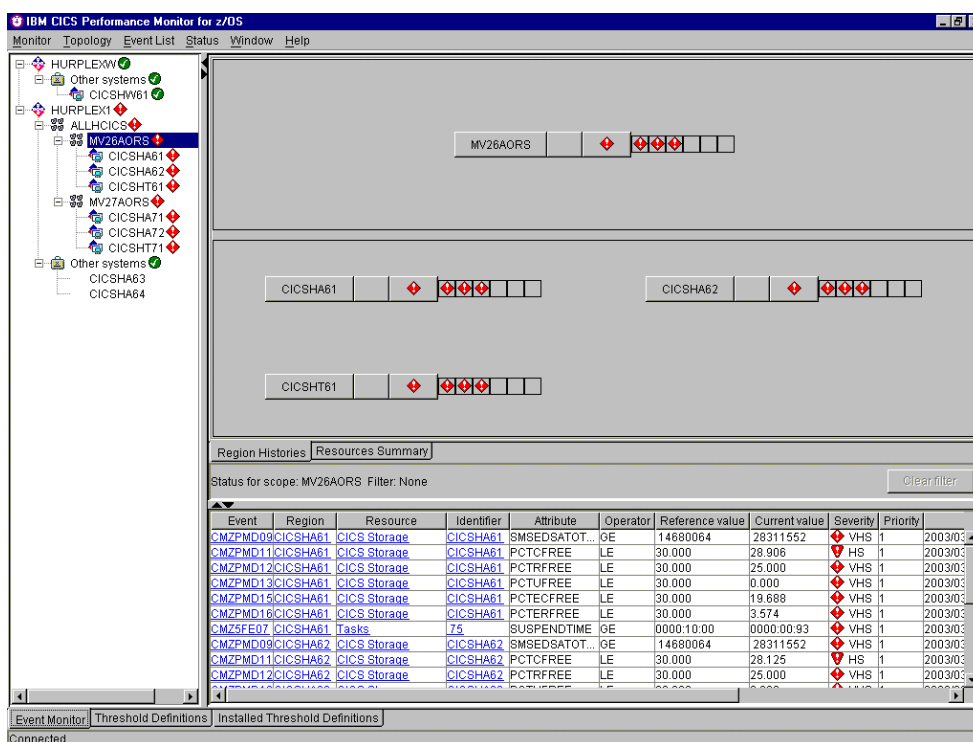 IBM CICS Performance Monitor for z/OS
Monitor Topology Event List Status Window Help
HURPLEXW
Other systems
CICSHW61
HURPLEX1
ALLHCICS
MV26AORS
CICSHA61
CICSHA62
CICSHT61
MV27AORS
CICSHA71
CICSHA72
CICSHT71
Other systems
CICSHA63
CICSHA64
MV26AORS
CICSHA61
CICSHA62
CICSHT61
Region Histories Resources Summary
Status for scope: MV26AORS Filter: None
Clear filter
Event Region Resource Identifier Attribute Operator Reference value Current value Severity Priority
CMZPMD09 CICSHA61 CICS Storage CICSHA61 SMSEDSATOT... GE 14680064 28311552 VHS 1 2003/03
CMZPMD11 CICSHA61 CICS Storage CICSHA61 PCTCFREE LE 30.000 28.906 HS 1 2003/03
CMZPMD12 CICSHA61 CICS Storage CICSHA61 PCTRFREE LE 30.000 25.000 VHS 1 2003/03
CMZPMD13 CICSHA61 CICS Storage CICSHA61 PCTUFREE LE 30.000 0.000 VHS 1 2003/03
CMZPMD15 CICSHA61 CICS Storage CICSHA61 PCTECFREE LE 30.000 19.688 VHS 1 2003/03
CMZPMD16 CICSHA61 CICS Storage CICSHA61 PCTERFREE LE 30.000 3.574 VHS 1 2003/03
CMZ5FE07 CICSHA61 Tasks 75 SUSPENDTIME GE 0000:10:00 0000:00:93 VHS 1 2003/03
CMZPMD09 CICSHA62 CICS Storage CICSHA62 SMSEDSATOT... GE 14680064 28311552 VHS 1 2003/03
CMZPMD11 CICSHA62 CICS Storage CICSHA62 PCTCFREE LE 30.000 28.125 HS 1 2003/03
CMZPMD12 CICSHA62 CICS Storage CICSHA62 PCTRFREE LE 30.000 25.000 VHS 1 2003/03
Event Monitor Threshold Definitions Installed Threshold Definitions
Connected